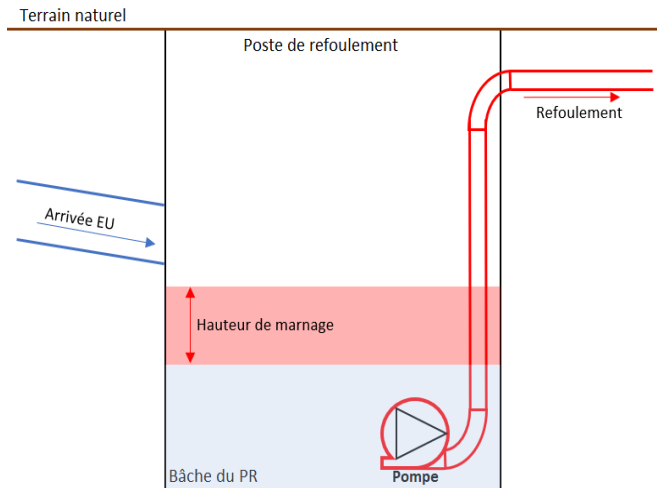 Terrain naturel
Poste de refoulement
Refoulement
Arrivée EU
Hauteur de marnage
Bâche du PR
Pompe